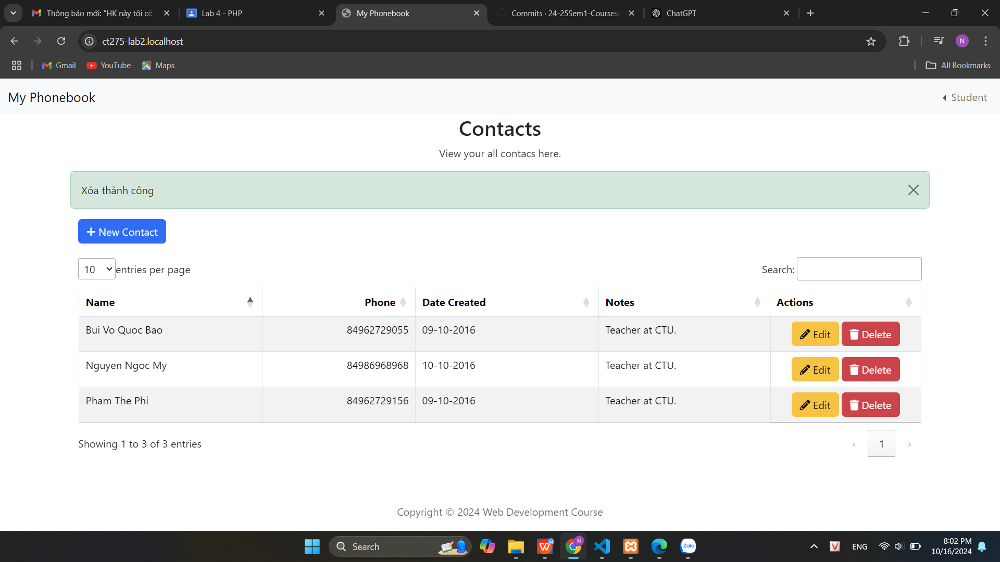 Thông báo mới: "HK này tôi có
Lab 4 - PHP
My Phonebook
Commits · 24-25Sem1-Courses/
ChatGPT
ct275-lab2.localhost
N
Gmail
YouTube
Maps
All Bookmarks
My Phonebook
Student
Contacts
View your all contacs here.
Xóa thành công
New Contact
10 entries per page
Search:
Name Phone Date Created Notes Actions
Bui Vo Quoc Bao 84962729055 09-10-2016 Teacher at CTU. Edit Delete
Nguyen Ngoc My 84986968968 10-10-2016 Teacher at CTU. Edit Delete
Pham The Phi 84962729156 09-10-2016 Teacher at CTU. Edit Delete
Showing 1 to 3 of 3 entries
‹ 1 ›
Copyright © 2024 Web Development Course
Search
N
Zalo
V
ENG
8:02 PM
10/16/2024